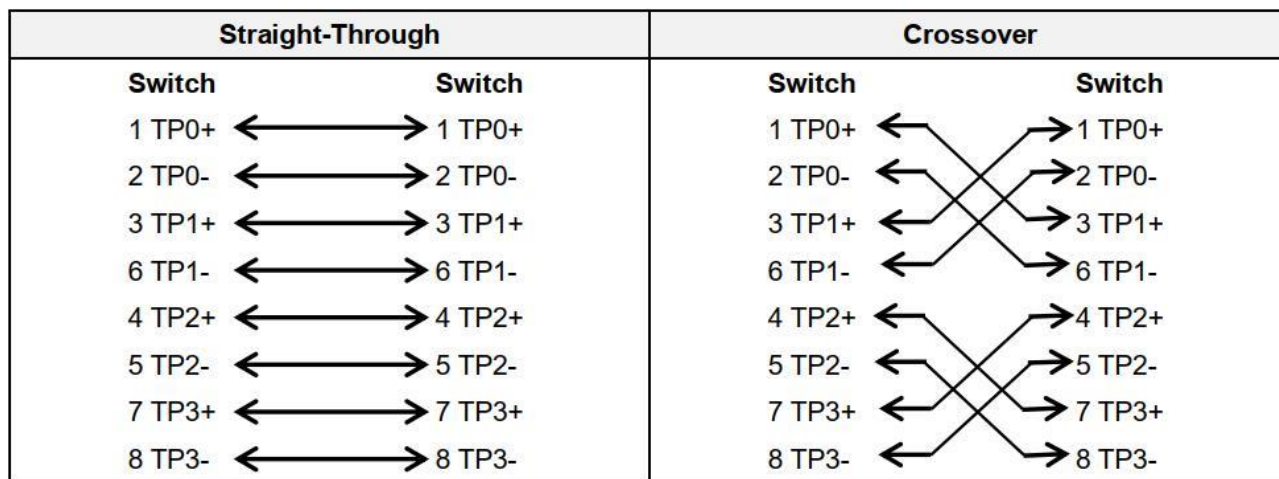 Straight-Through Crossover
Switch Switch Switch Switch
1 TP0+ 1 TP0+ 1 TP0+ 1 TP0+
2 TP0- 2 TP0- 2 TP0- 2 TP0-
3 TP1+ 3 TP1+ 3 TP1+ 3 TP1+
6 TP1- 6 TP1- 6 TP1- 6 TP1-
4 TP2+ 4 TP2+ 4 TP2+ 4 TP2+
5 TP2- 5 TP2- 5 TP2- 5 TP2-
7 TP3+ 7 TP3+ 7 TP3+ 7 TP3+
8 TP3- 8 TP3- 8 TP3- 8 TP3-